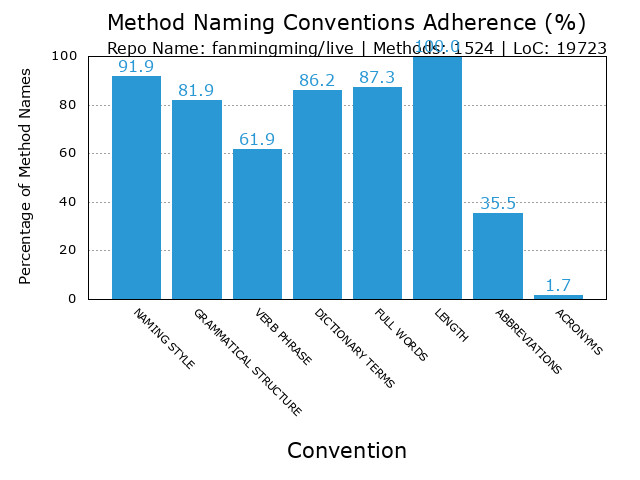 Method Naming Conventions Adherence (%)
Repo Name: fanmingming/live | Methods: 1524 | LoC: 19723
100.0
91.9
81.9
61.9
86.2
87.3
35.5
1.7
100
80
60
40
20
0
Percentage of Method Names
NAMING STYLE
GRAMMATICAL STRUCTURE
VERB PHRASE
DICTIONARY TERMS
FULL WORDS
LENGTH
ABBREVIATIONS
ACRONYMS
Convention